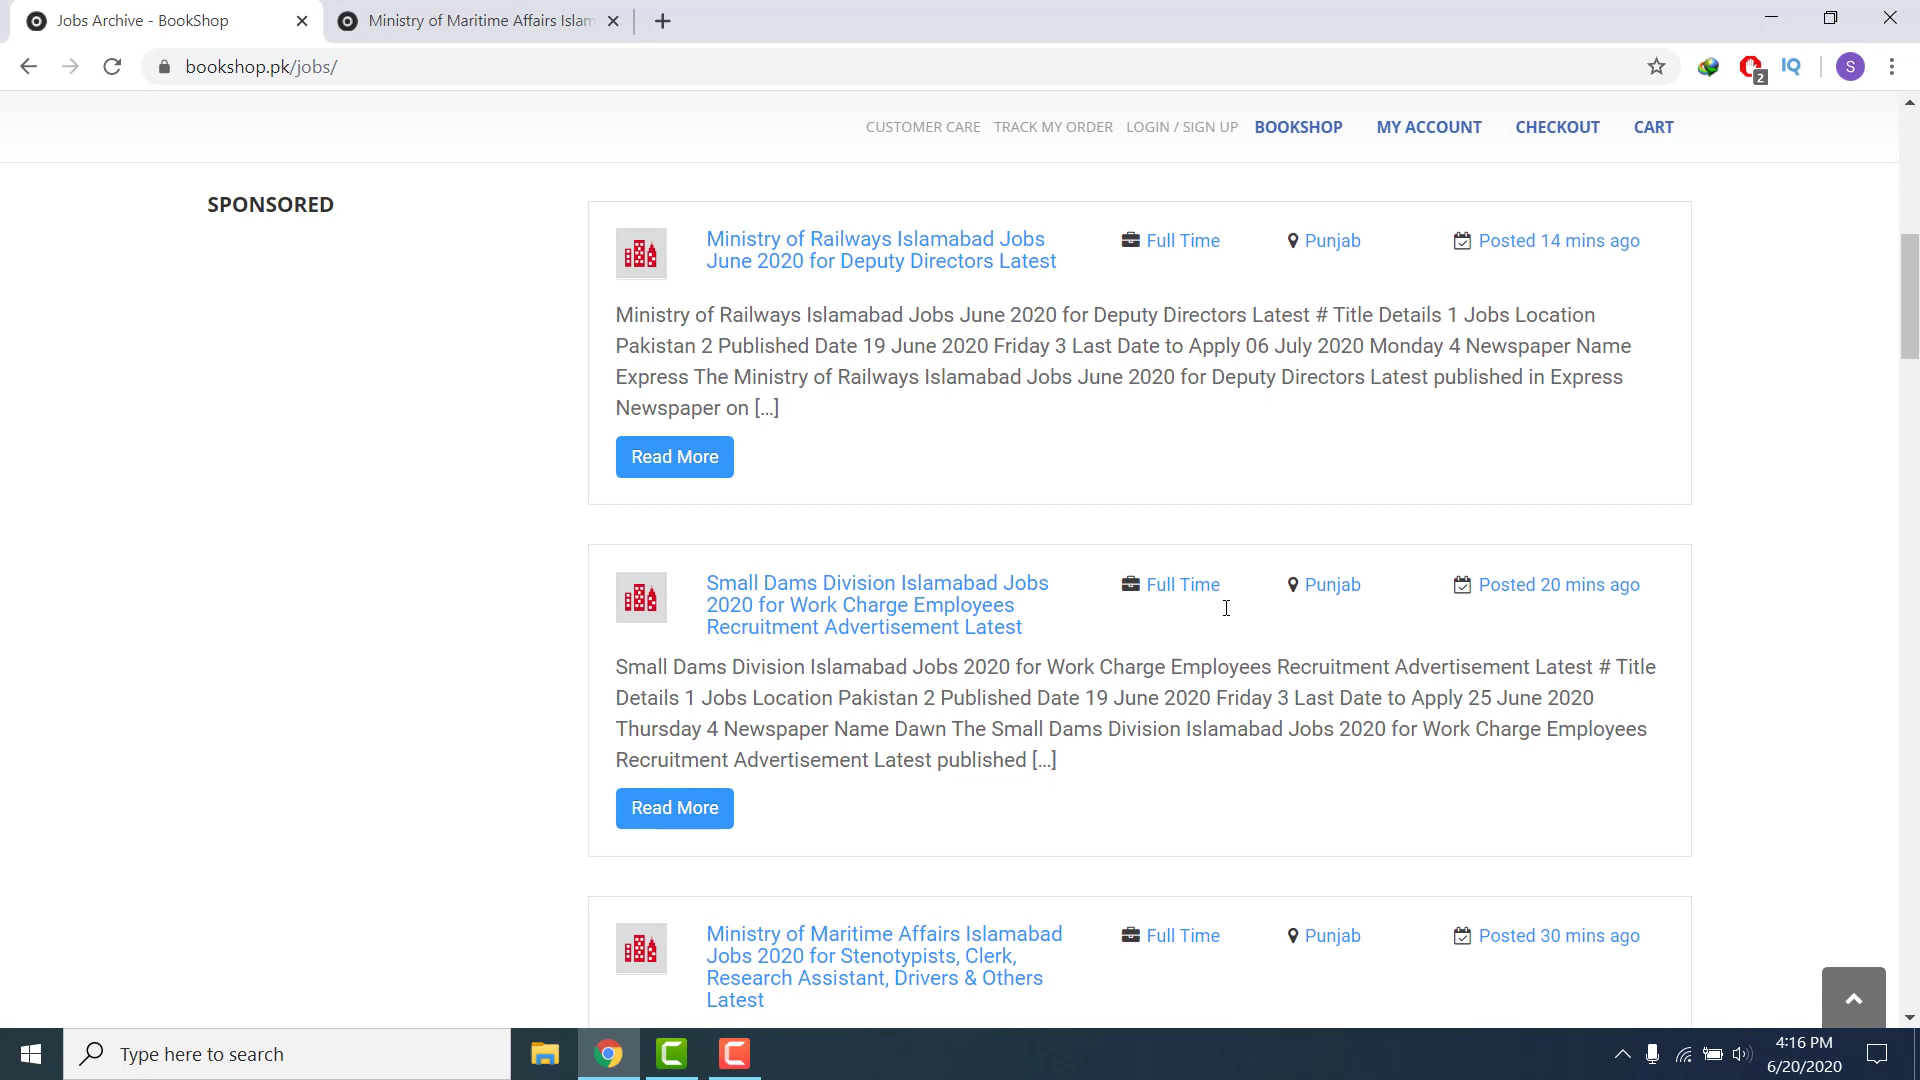 Jobs Archive - BookShop
Ministry of Maritime Affairs Islam
bookshop.pk/jobs/
2
IQ
S
CUSTOMER CARE TRACK MY ORDER LOGIN / SIGN UP BOOKSHOP MY ACCOUNT CHECKOUT CART
SPONSORED
Ministry of Railways Islamabad Jobs
June 2020 for Deputy Directors Latest
Full Time
Punjab
Posted 14 mins ago
Ministry of Railways Islamabad Jobs June 2020 for Deputy Directors Latest # Title Details 1 Jobs Location
Pakistan 2 Published Date 19 June 2020 Friday 3 Last Date to Apply 06 July 2020 Monday 4 Newspaper Name
Express The Ministry of Railways Islamabad Jobs June 2020 for Deputy Directors Latest published in Express
Newspaper on [...]
Read More
Small Dams Division Islamabad Jobs
2020 for Work Charge Employees
Recruitment Advertisement Latest
Full Time
Punjab
Posted 20 mins ago
Small Dams Division Islamabad Jobs 2020 for Work Charge Employees Recruitment Advertisement Latest # Title
Details 1 Jobs Location Pakistan 2 Published Date 19 June 2020 Friday 3 Last Date to Apply 25 June 2020
Thursday 4 Newspaper Name Dawn The Small Dams Division Islamabad Jobs 2020 for Work Charge Employees
Recruitment Advertisement Latest published [...]
Read More
Ministry of Maritime Affairs Islamabad
Jobs 2020 for Stenotypists, Clerk,
Research Assistant, Drivers & Others
Latest
Full Time
Punjab
Posted 30 mins ago
Type here to search
4:16 PM
6/20/2020